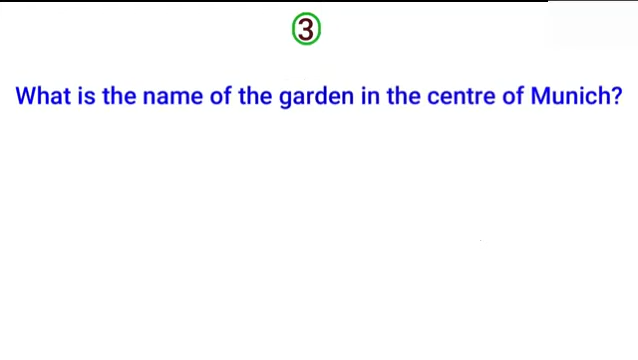 3
What is the name of the garden in the centre of Munich?